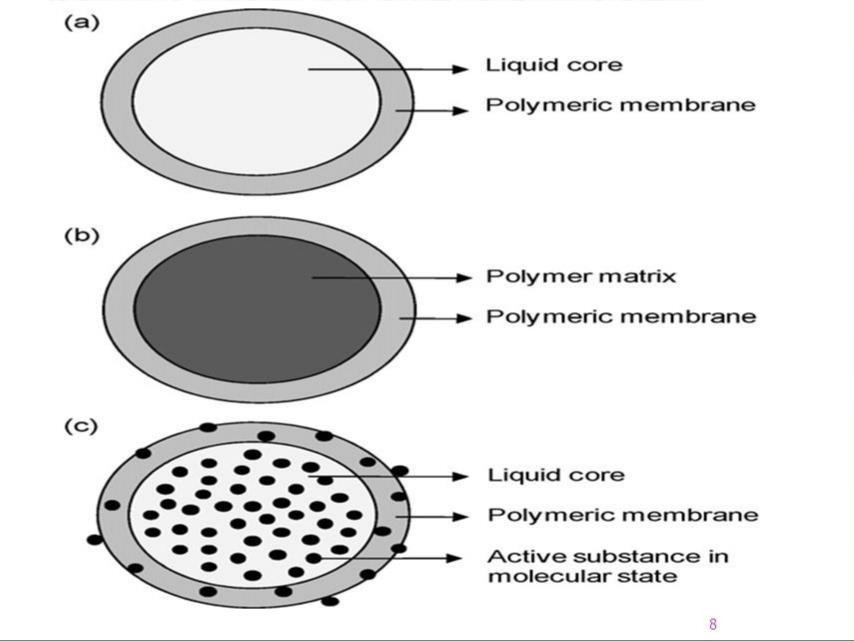 (a)
Liquid core
Polymeric membrane
(b)
Polymer matrix
Polymeric membrane
(c)
Liquid core
Polymeric membrane
Active substance in
molecular state
8